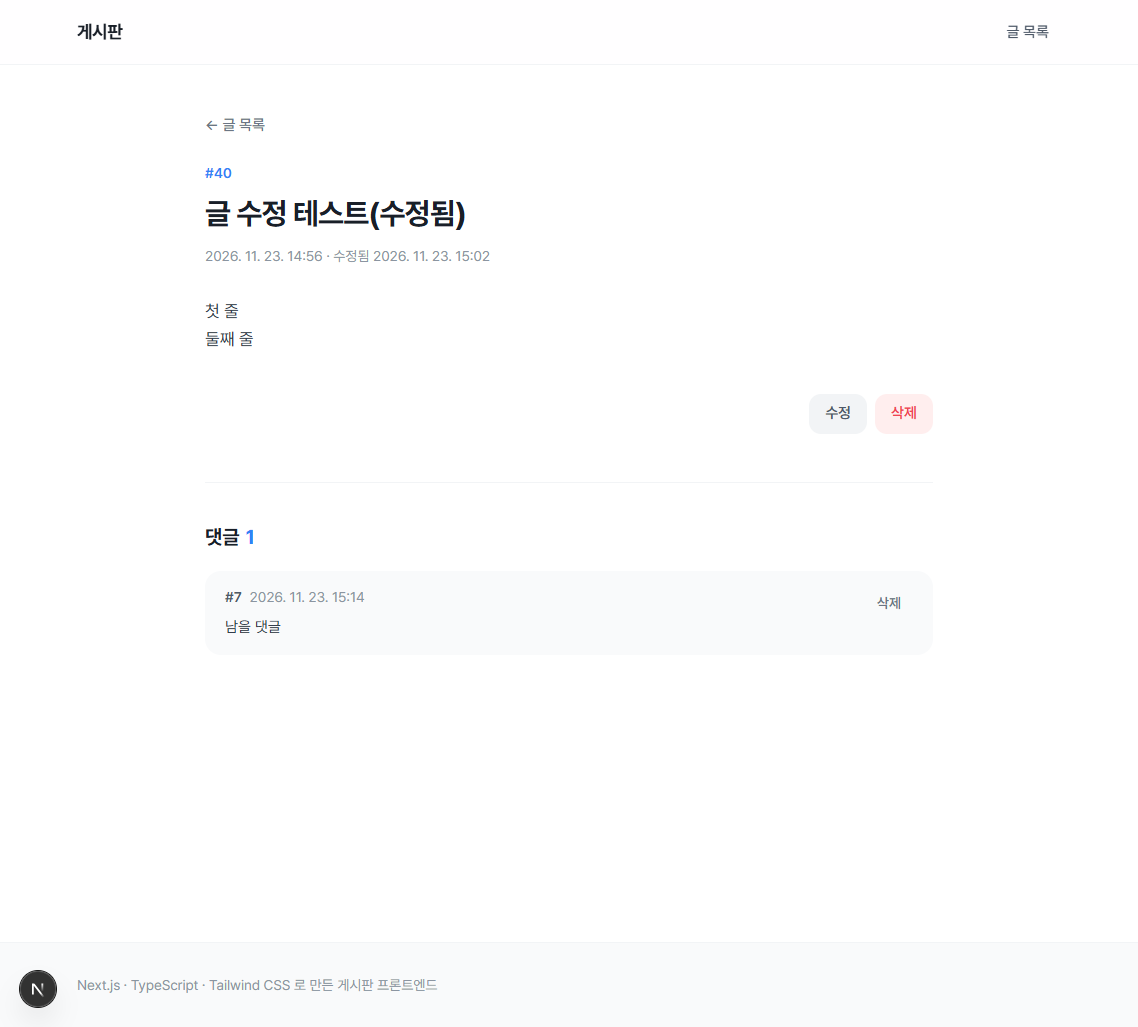 게시판
글 목록
← 글 목록
#40
글 수정 테스트(수정됨)
2026. 11. 23. 14:56 · 수정됨 2026. 11. 23. 15:02
첫 줄
둘째 줄
수정
삭제
댓글 1
#7 2026. 11. 23. 15:14
삭제
남을 댓글
N
Next.js · TypeScript · Tailwind CSS 로 만든 게시판 프론트엔드